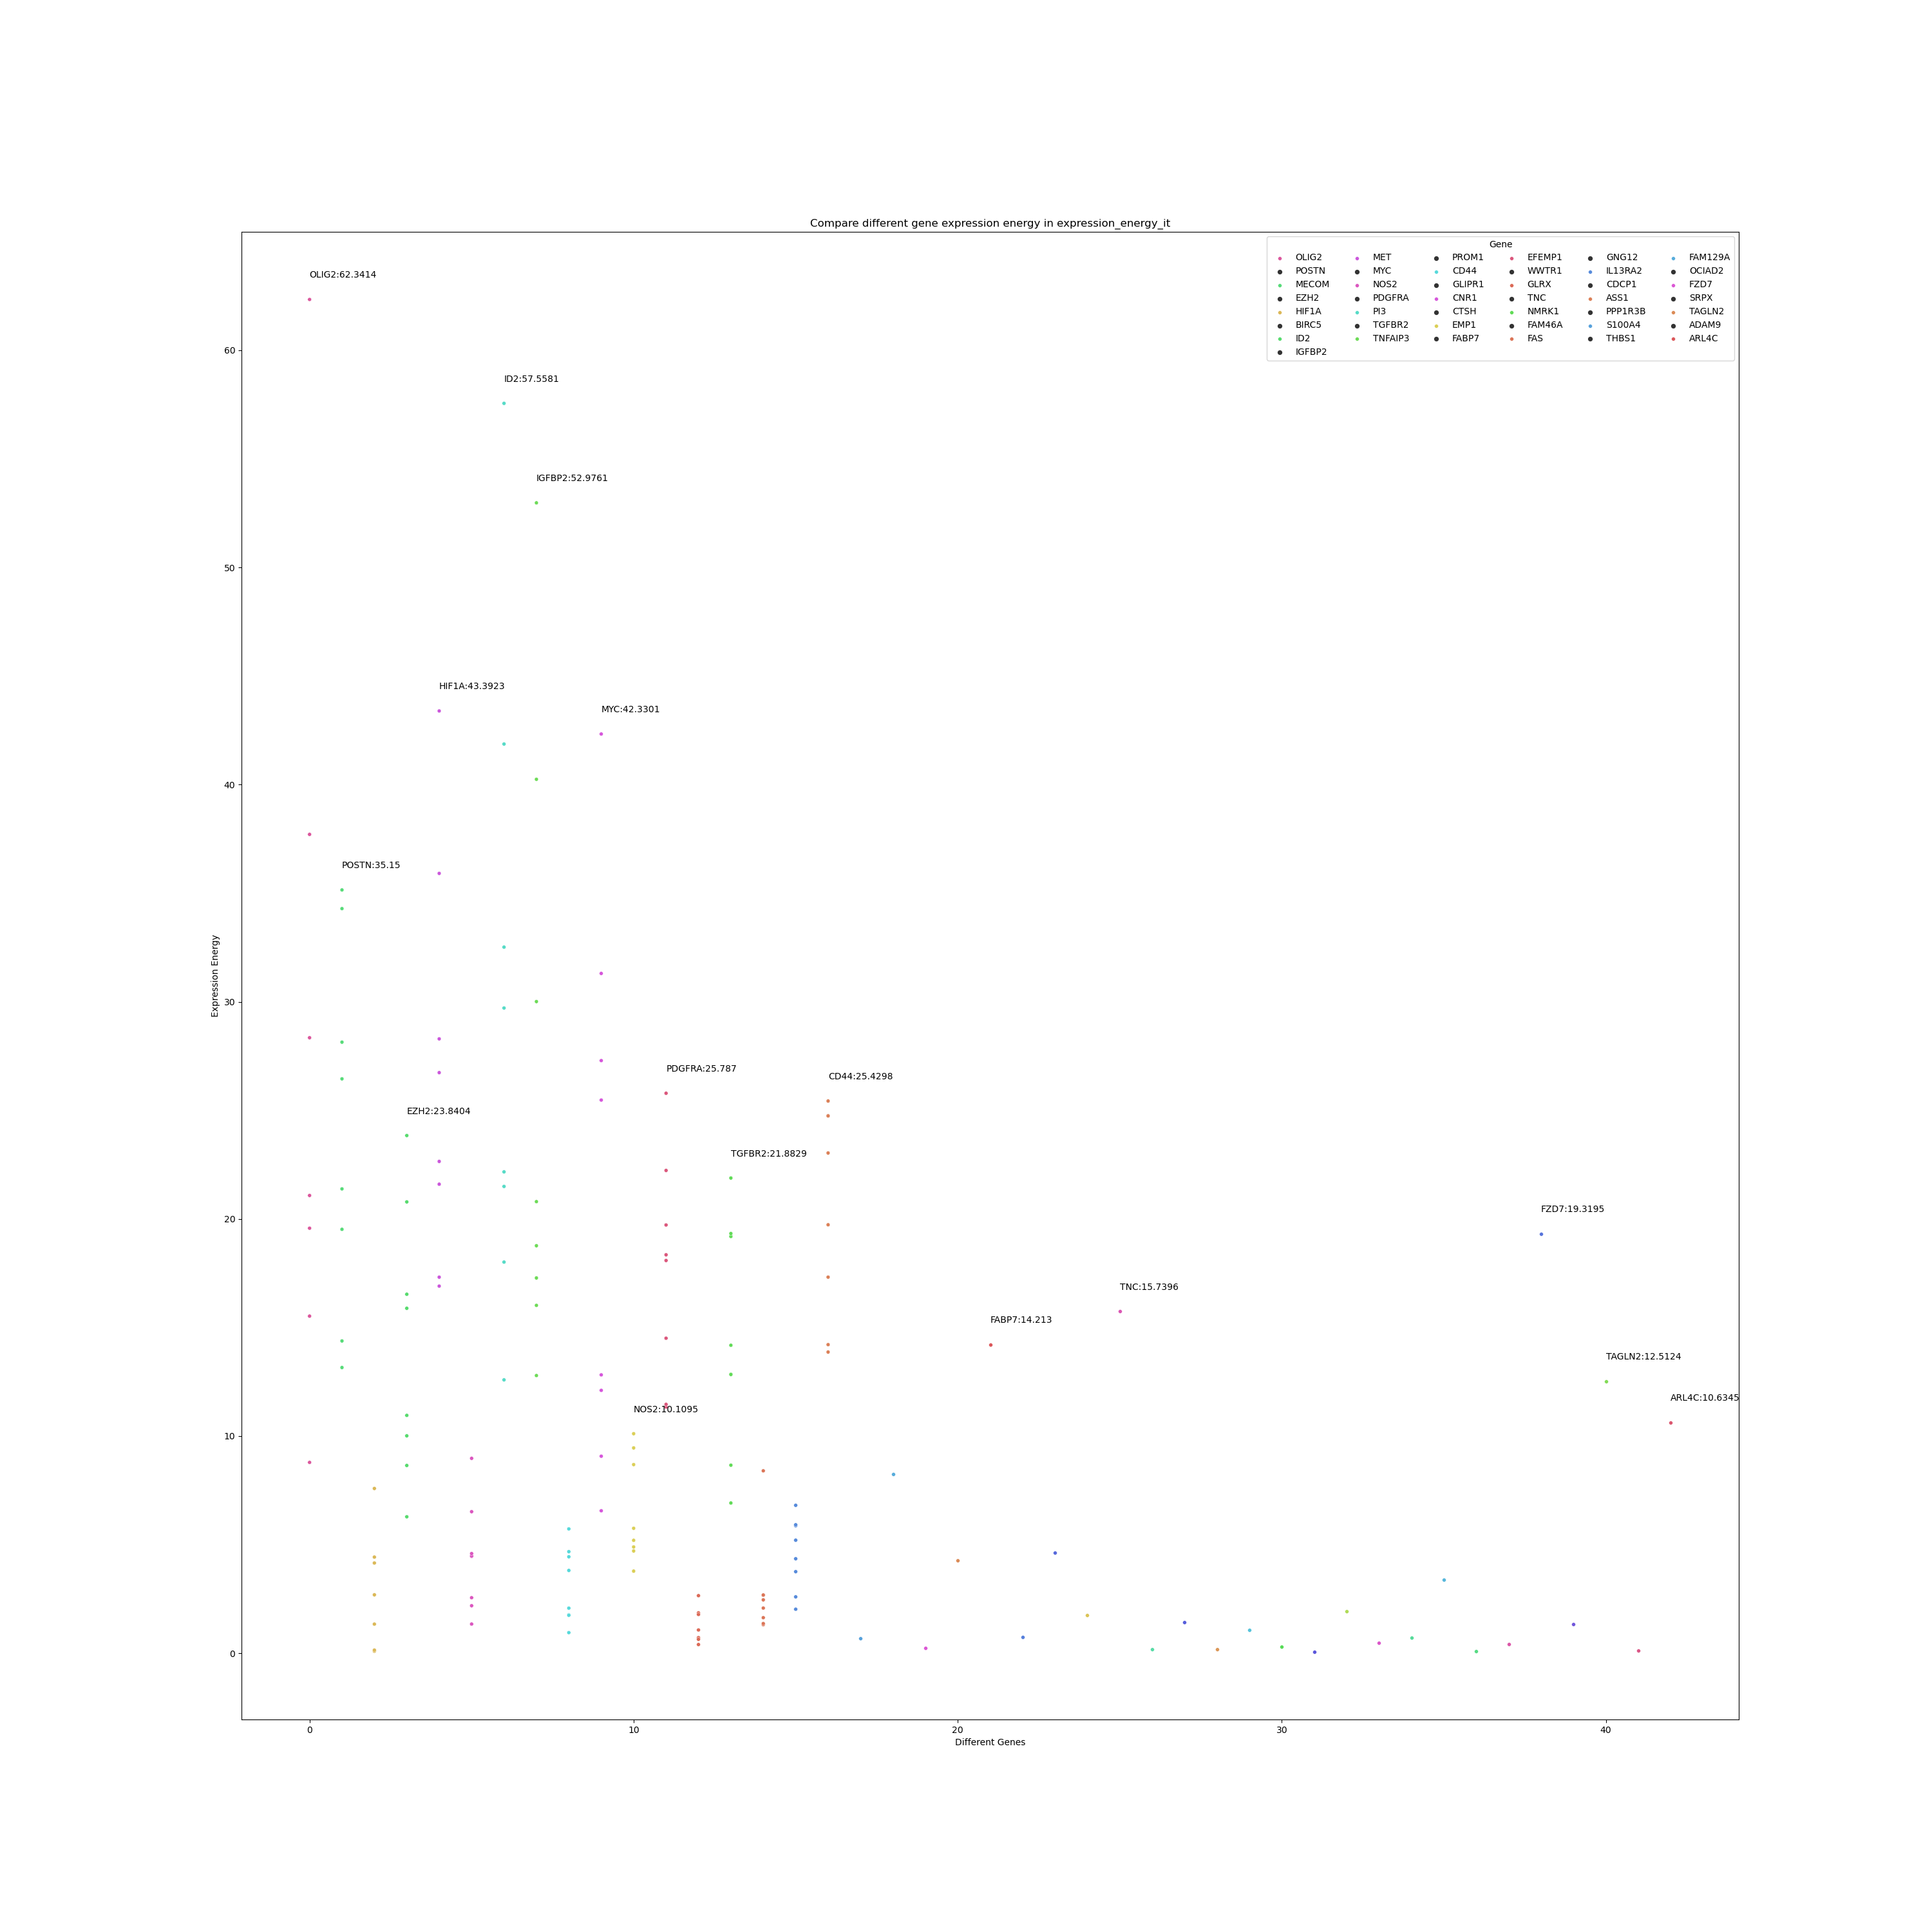 Compare different gene expression energy in expression_energy_it
Gene
OLIG2 MET PROM1 EFEMP1 GNG12 FAM129A
POSTN MYC CD44 WWTR1 IL13RA2 OCIAD2
MECOM NOS2 GLIPR1 GLRX CDCP1 FZD7
EZH2 PDGFRA CNR1 TNC ASS1 SRPX
HIF1A PI3 CTSH NMRK1 PPP1R3B TAGLN2
BIRC5 TGFBR2 EMP1 FAM46A S100A4 ADAM9
ID2 TNFAIP3 FABP7 FAS THBS1 ARL4C
IGFBP2
OLIG2:62.3414
ID2:57.5581
IGFBP2:52.9761
HIF1A:43.3923
MYC:42.3301
POSTN:35.15
PDGFRA:25.787
CD44:25.4298
EZH2:23.8404
TGFBR2:21.8829
FZD7:19.3195
TNC:15.7396
FABP7:14.213
TAGLN2:12.5124
ARL4C:10.6345
NOS2:10.1095
60
50
40
30
20
10
0
Expression Energy
0 10 20 30 40
Different Genes